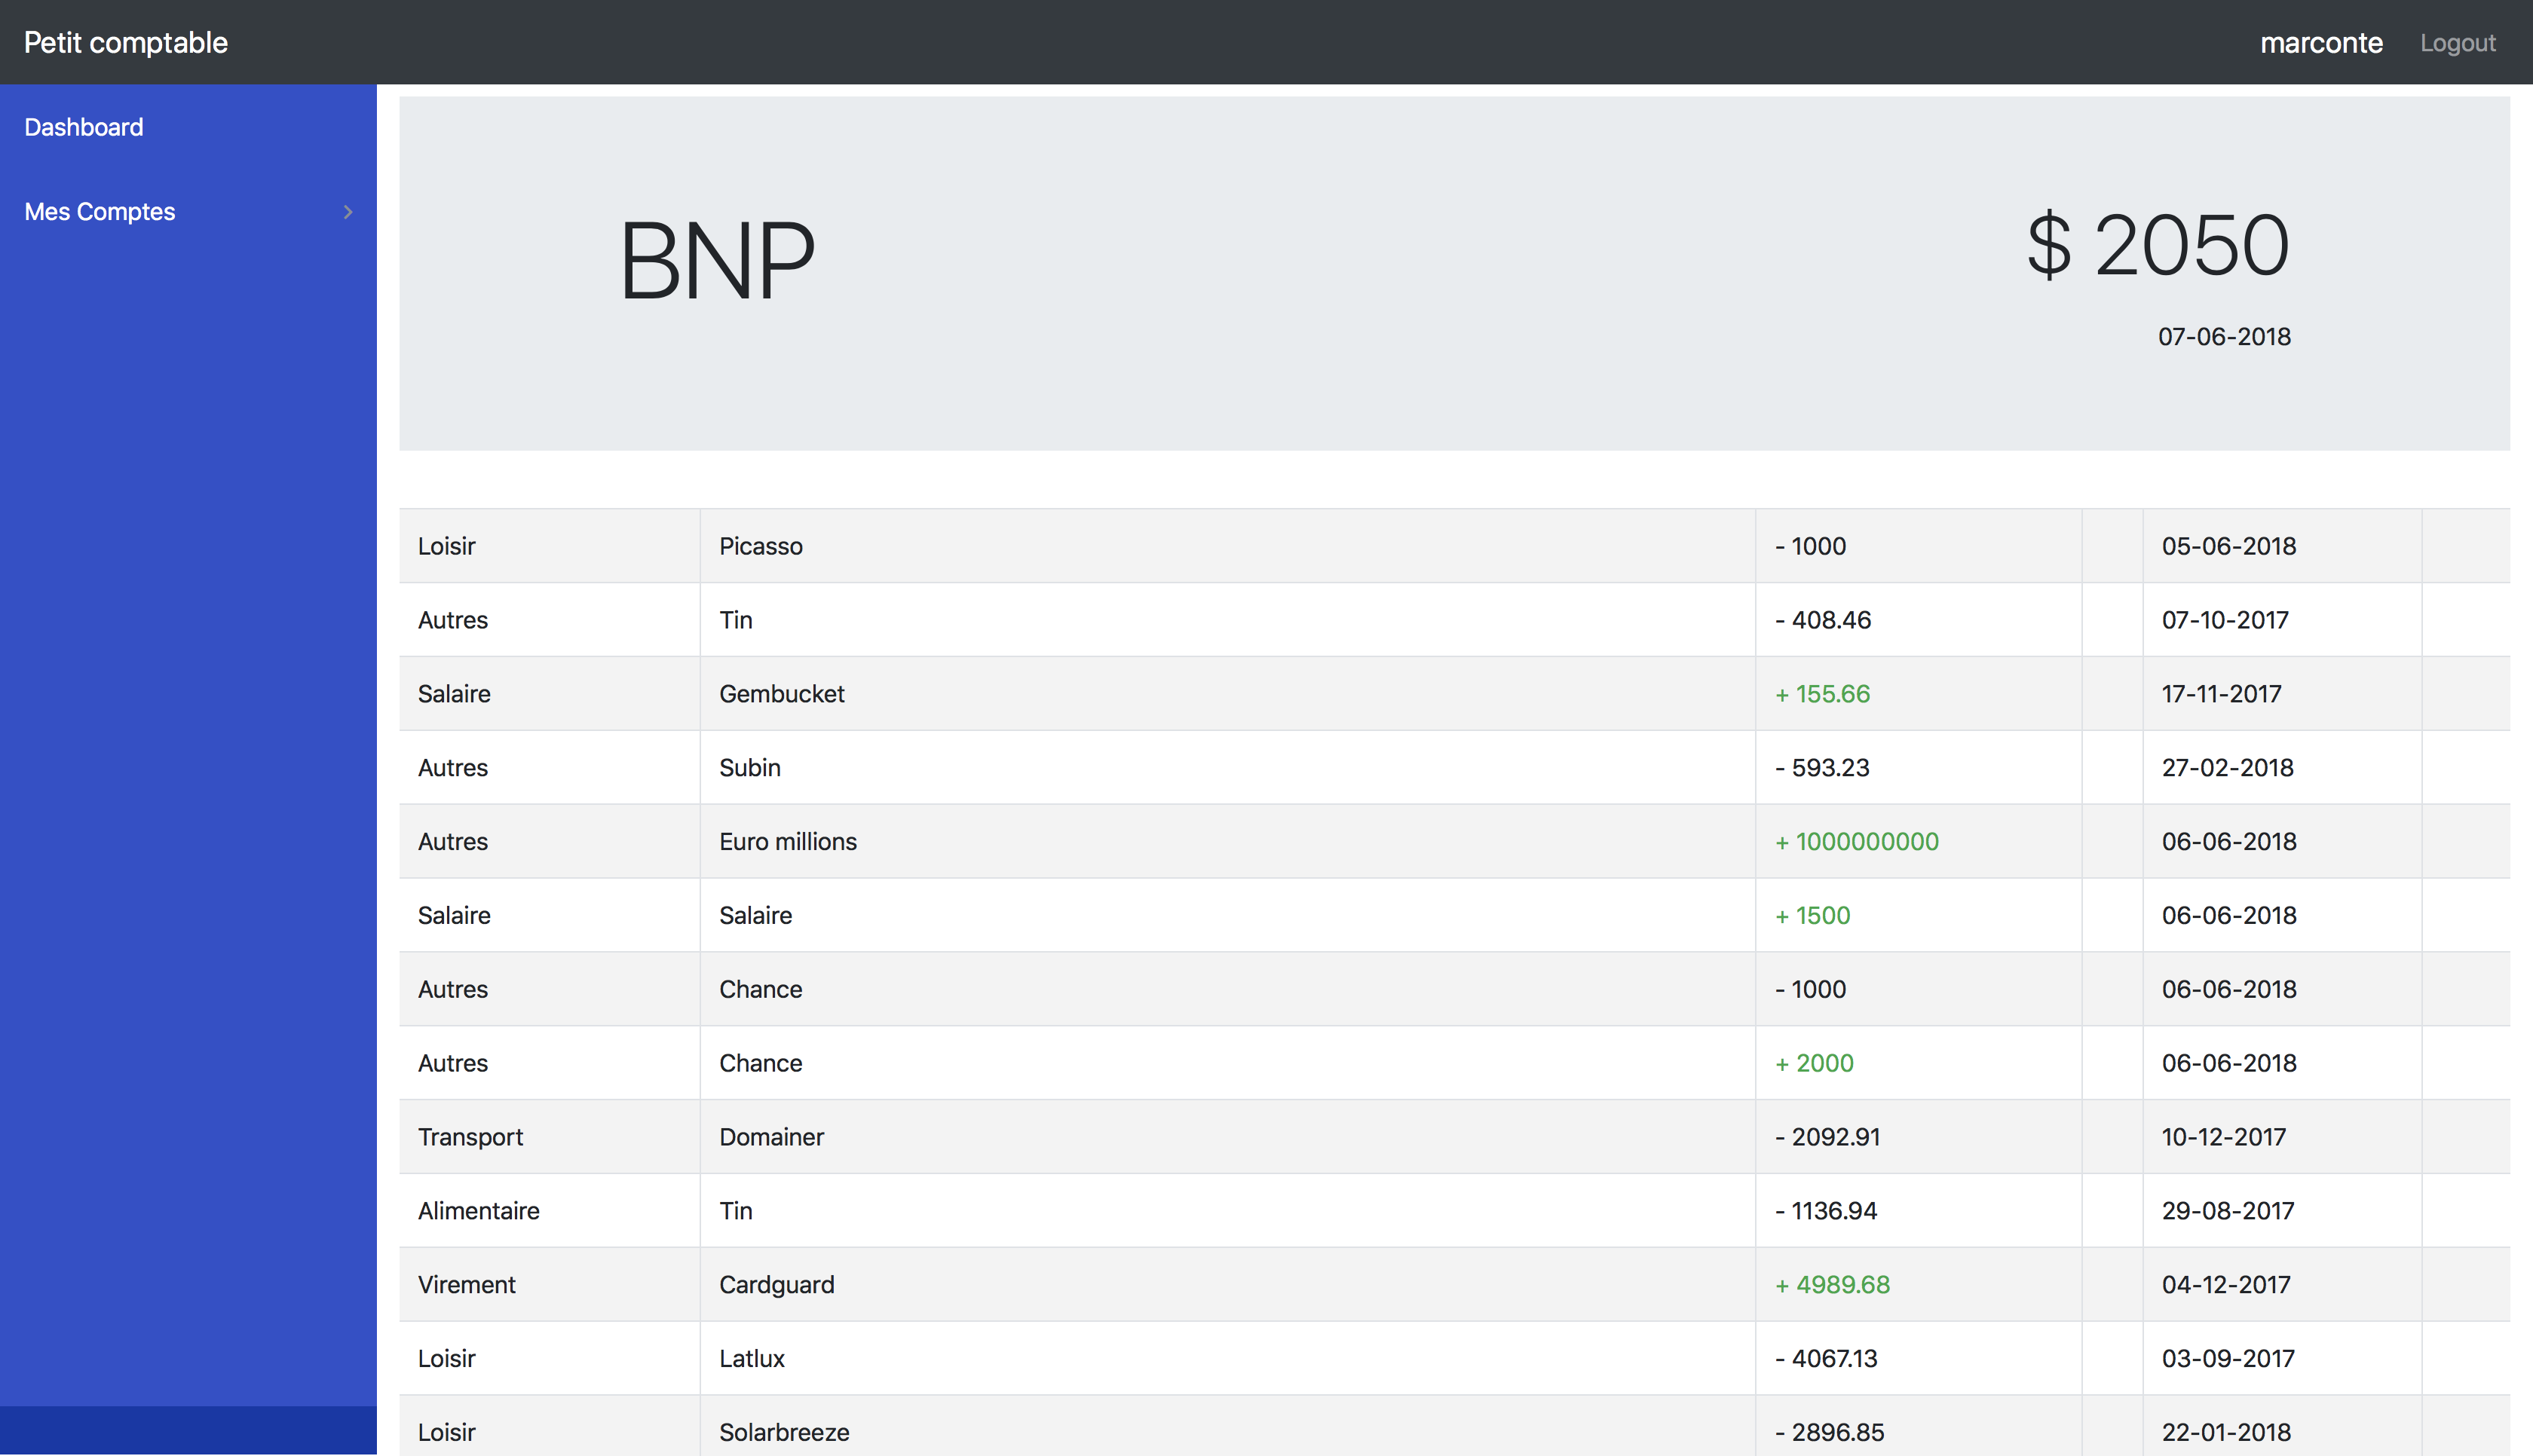 Petit comptable marconte Logout
Dashboard
Mes Comptes
BNP
$ 2050
07-06-2018
Loisir Picasso - 1000 05-06-2018
Autres Tin - 408.46 07-10-2017
Salaire Gembucket + 155.66 17-11-2017
Autres Subin - 593.23 27-02-2018
Autres Euro millions + 1000000000 06-06-2018
Salaire Salaire + 1500 06-06-2018
Autres Chance - 1000 06-06-2018
Autres Chance + 2000 06-06-2018
Transport Domainer - 2092.91 10-12-2017
Alimentaire Tin - 1136.94 29-08-2017
Virement Cardguard + 4989.68 04-12-2017
Loisir Latlux - 4067.13 03-09-2017
Loisir Solarbreeze - 2896.85 22-01-2018